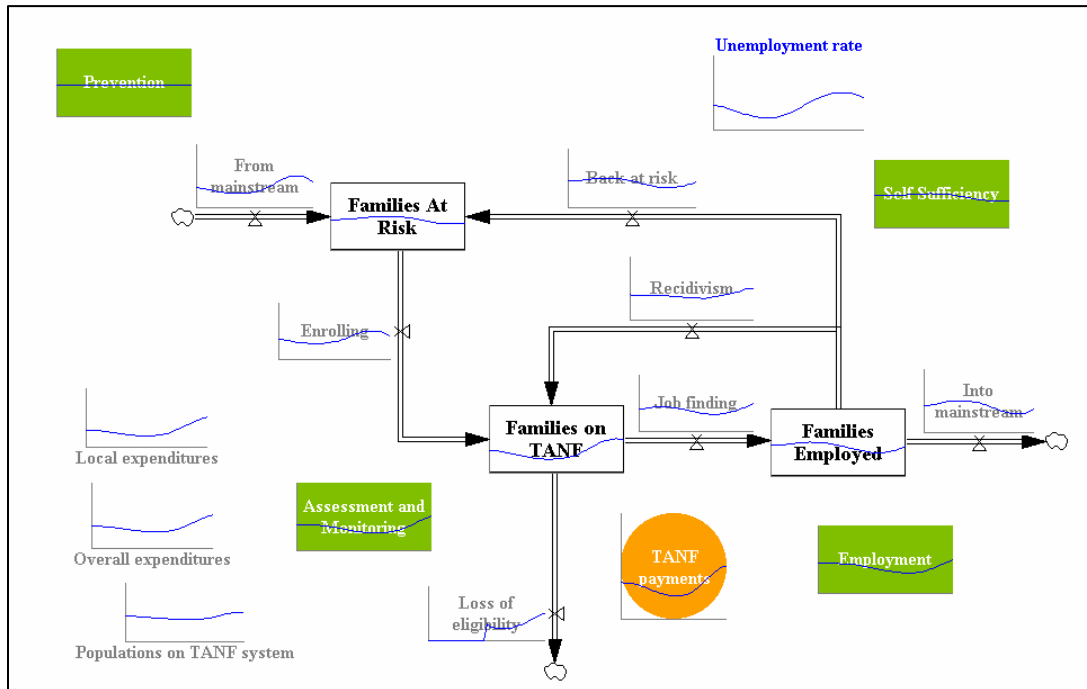 Unemployment rate
Prevention
From
mainstream
Back at risk
Self Sufficiency
Families At
Risk
Recidivism
Enrolling
Into
mainstream
Job finding
Families on
TANF
Families
Employed
Local expenditures
Assessment and
Monitoring
Overall expenditures
TANF
payments
Employment
Loss of
eligibility
Populations on TANF system